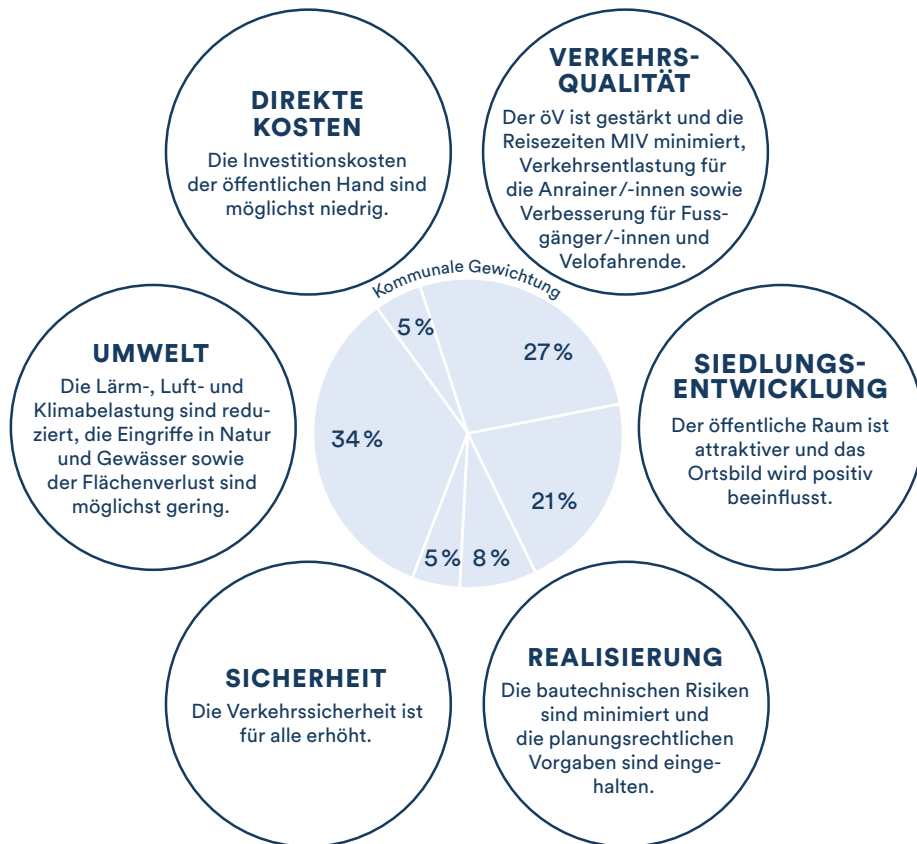 DIREKTE
KOSTEN
Die Investitionskosten
der öffentlichen Hand sind
möglichst niedrig.
VERKEHRS-
QUALITÄT
Der öV ist gestärkt und die
Reisezeiten MIV minimiert,
Verkehrsentlastung für
die Anrainer/-innen sowie
Verbesserung für Fuss-
gänger/-innen und
Velofahrende.
Kommunale Gewichtung
5 %
27 %
34 %
21 %
5 %
8 %
UMWELT
Die Lärm-, Luft- und
Klimabelastung sind redu-
ziert, die Eingriffe in Natur
und Gewässer sowie
der Flächenverlust sind
möglichst gering.
SIEDLUNGS-
ENTWICKLUNG
Der öffentliche Raum ist
attraktiver und das
Ortsbild wird positiv
beeinflusst.
SICHERHEIT
Die Verkehrssicherheit ist
für alle erhöht.
REALISIERUNG
Die bautechnischen Risiken
sind minimiert und
die planungsrechtlichen
Vorgaben sind einge-
halten.